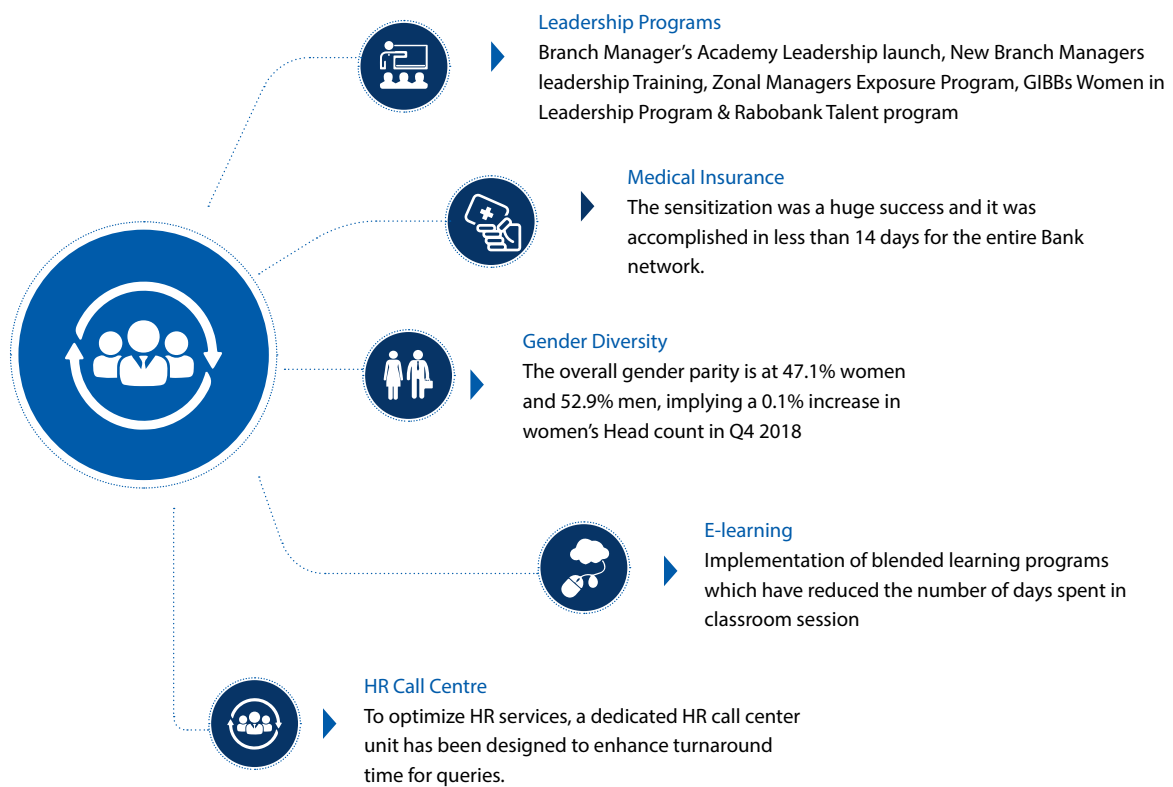 Leadership Programs
Branch Manager's Academy Leadership launch, New Branch Managers
leadership Training, Zonal Managers Exposure Program, GIBBs Women in
Leadership Program & Rabobank Talent program
Medical Insurance
The sensitization was a huge success and it was
accomplished in less than 14 days for the entire Bank
network.
Gender Diversity
The overall gender parity is at 47.1% women
and 52.9% men, implying a 0.1% increase in
women's Head count in Q4 2018
E-learning
Implementation of blended learning programs
which have reduced the number of days spent in
classroom session
HR Call Centre
To optimize HR services, a dedicated HR call center
unit has been designed to enhance turnaround
time for queries.